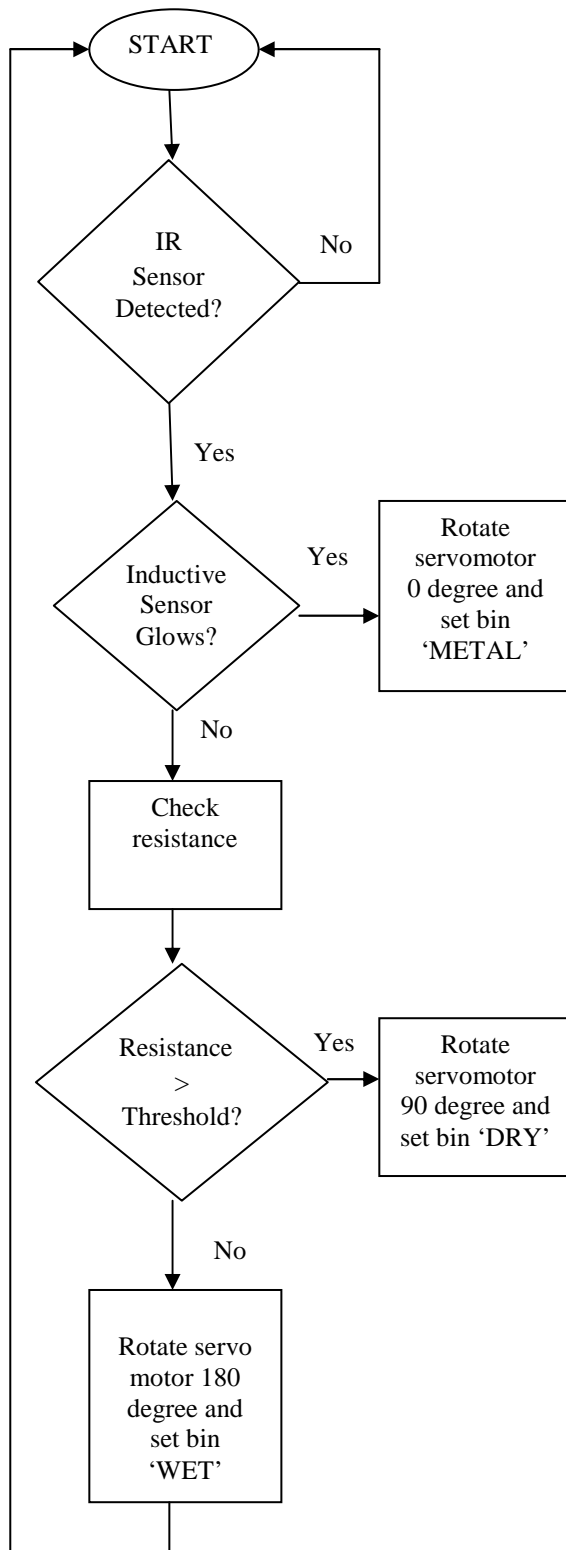 START
IR
Sensor
Detected?
No
Yes
Inductive
Sensor
Glows?
Yes
Rotate
servomotor
0 degree and
set bin
‘METAL’
No
Check
resistance
Resistance
>
Threshold?
Yes
Rotate
servomotor
90 degree and
set bin ‘DRY’
No
Rotate servo
motor 180
degree and
set bin
‘WET’